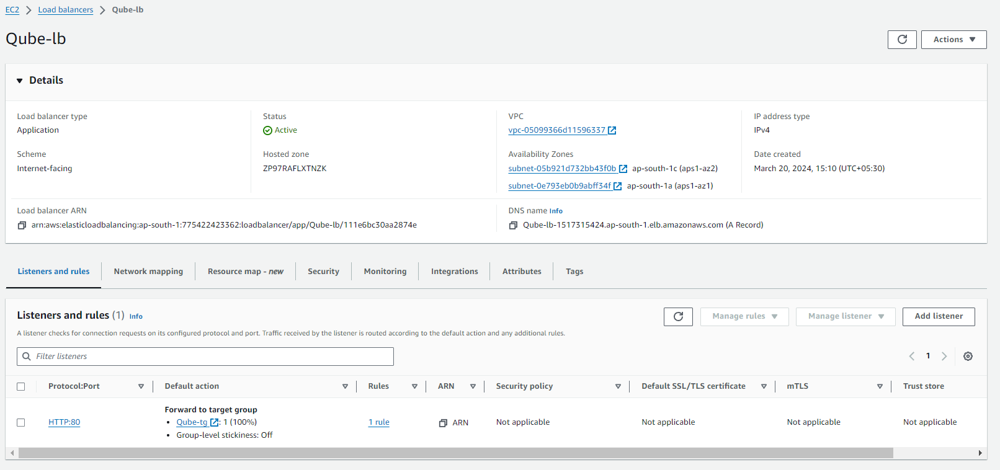 EC2 > Load balancers > Qube-lb
Qube-lb
Actions
Details
Load balancer type
Application
Status
Active
VPC
vpc-05099366d11596337
IP address type
IPv4
Scheme
Internet-facing
Hosted zone
ZP97RAFLXTNZK
Availability Zones
subnet-05b921d732bb43f0b ap-south-1c (aps1-az2)
subnet-0e793eb0b9abff34f ap-south-1a (aps1-az1)
Date created
March 20, 2024, 15:10 (UTC+05:30)
Load balancer ARN
arn:aws:elasticloadbalancing:ap-south-1:775422423362:loadbalancer/app/Qube-lb/111e6bc30aa2874e
DNS name Info
Qube-lb-1517315424.ap-south-1.elb.amazonaws.com (A Record)
Listeners and rules Network mapping Resource map - new Security Monitoring Integrations Attributes Tags
Listeners and rules (1) Info
Manage rules Manage listener Add listener
A listener checks for connection requests on its configured protocol and port. Traffic received by the listener is routed according to the default action and any additional rules.
Filter listeners
1
Protocol:Port Default action Rules ARN Security policy Default SSL/TLS certificate mTLS Trust store
Forward to target group
HTTP:80 • Qube-tg : 1 (100%) 1 rule ARN Not applicable Not applicable Not applicable Not applicable
• Group-level stickiness: Off